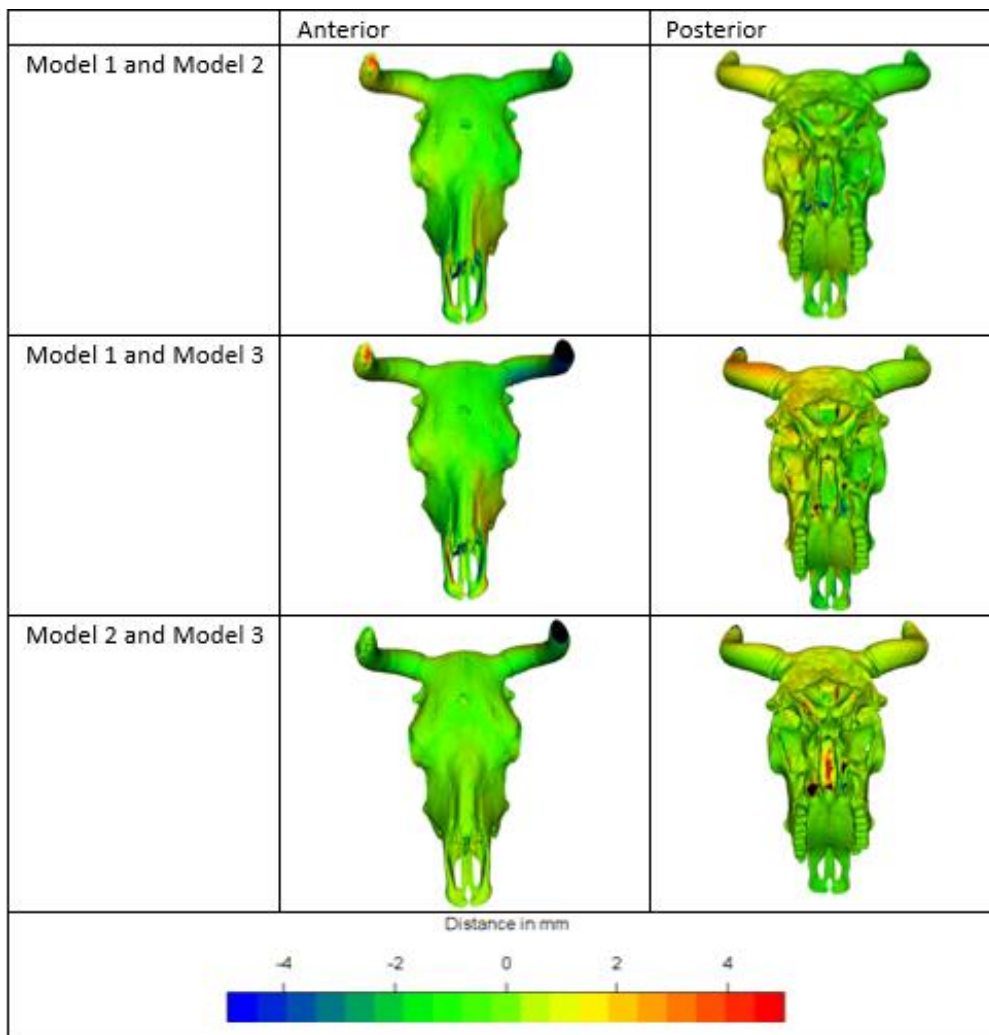 Anterior Posterior
Model 1 and Model 2
Model 1 and Model 3
Model 2 and Model 3
Distance in mm
-4 -2 0 2 4